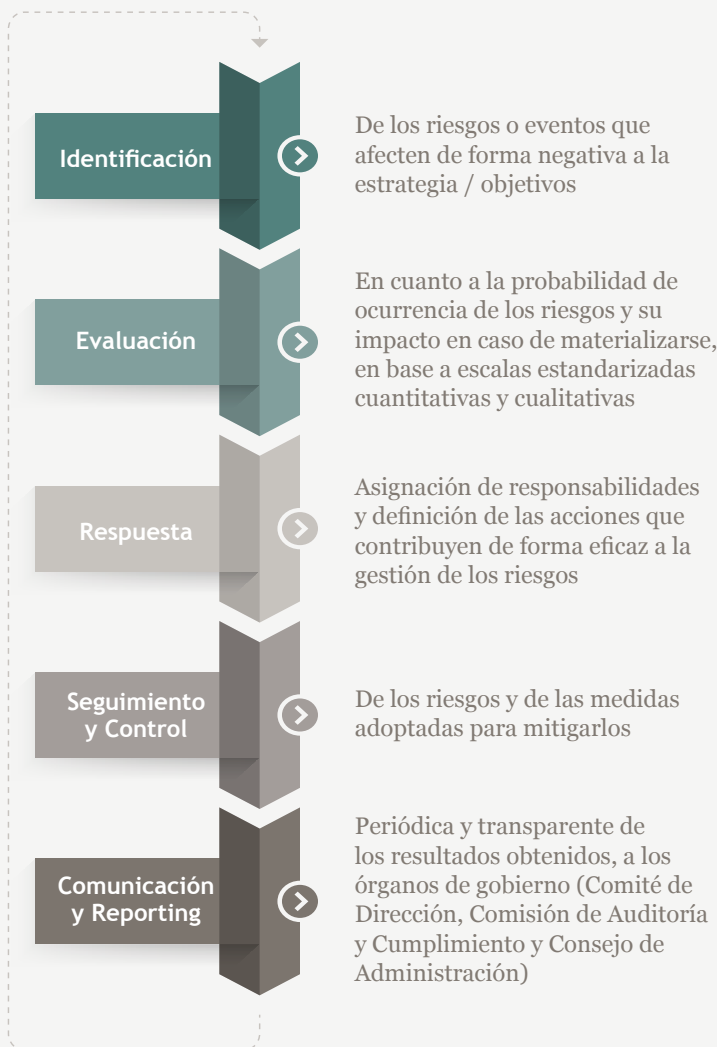 Identificación
De los riesgos o eventos que
afecten de forma negativa a la
estrategia / objetivos
Evaluación
En cuanto a la probabilidad de
ocurrencia de los riesgos y su
impacto en caso de materializarse,
en base a escalas estandarizadas
cuantitativas y cualitativas
Respuesta
Asignación de responsabilidades
y definición de las acciones que
contribuyen de forma eficaz a la
gestión de los riesgos
Seguimiento
y Control
De los riesgos y de las medidas
adoptadas para mitigarlos
Comunicación
y Reporting
Periódica y transparente de
los resultados obtenidos, a los
órganos de gobierno (Comité de
Dirección, Comisión de Auditoría
y Cumplimiento y Consejo de
Administración)